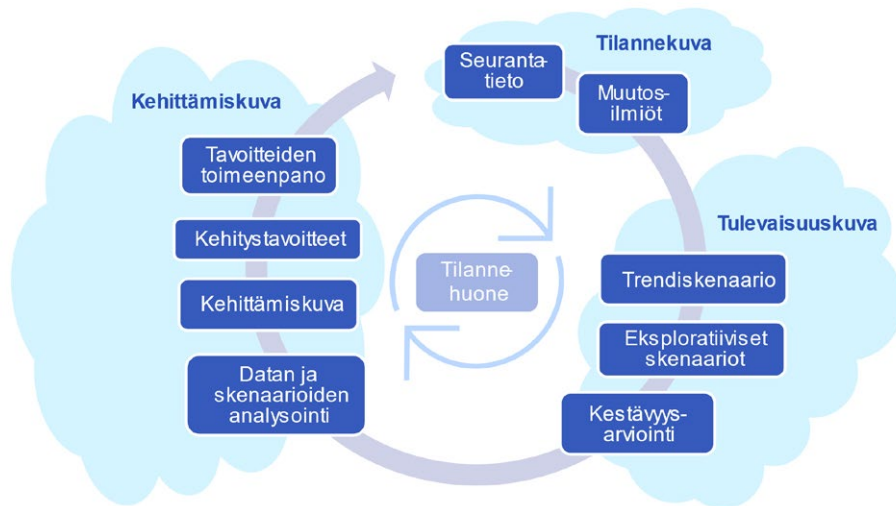 Tilannekuva
Seuranta-
tieto
Muutos-
ilmiöt
Tulevaisuuskuva
Trendiskenaario
Eksploratiiviset
skenaariot
Kestävyys-
arviointi
Kehittämiskuva
Tavoitteiden
toimeenpano
Kehitystavoitteet
Kehittämiskuva
Datan ja
skenaarioiden
analysointi
Tilanne-
huone